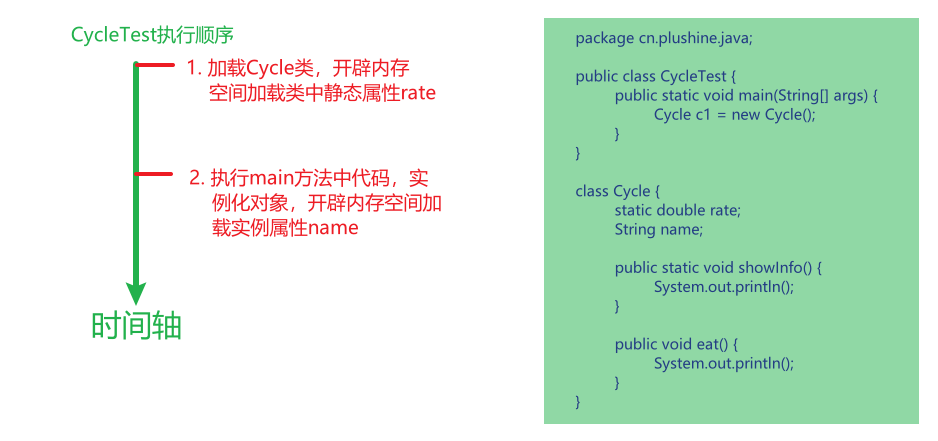 CycleTest执行顺序
1. 加载Cycle类，开辟内存
空间加载类中静态属性rate
2. 执行main方法中代码，实
例化对象，开辟内存空间加
载实例属性name
时间轴
package cn.plushine.java;
public class CycleTest {
public static void main(String[] args) {
Cycle c1 = new Cycle();
}
}
class Cycle {
static double rate;
String name;
public static void showInfo() {
System.out.println();
}
public void eat() {
System.out.println();
}
}